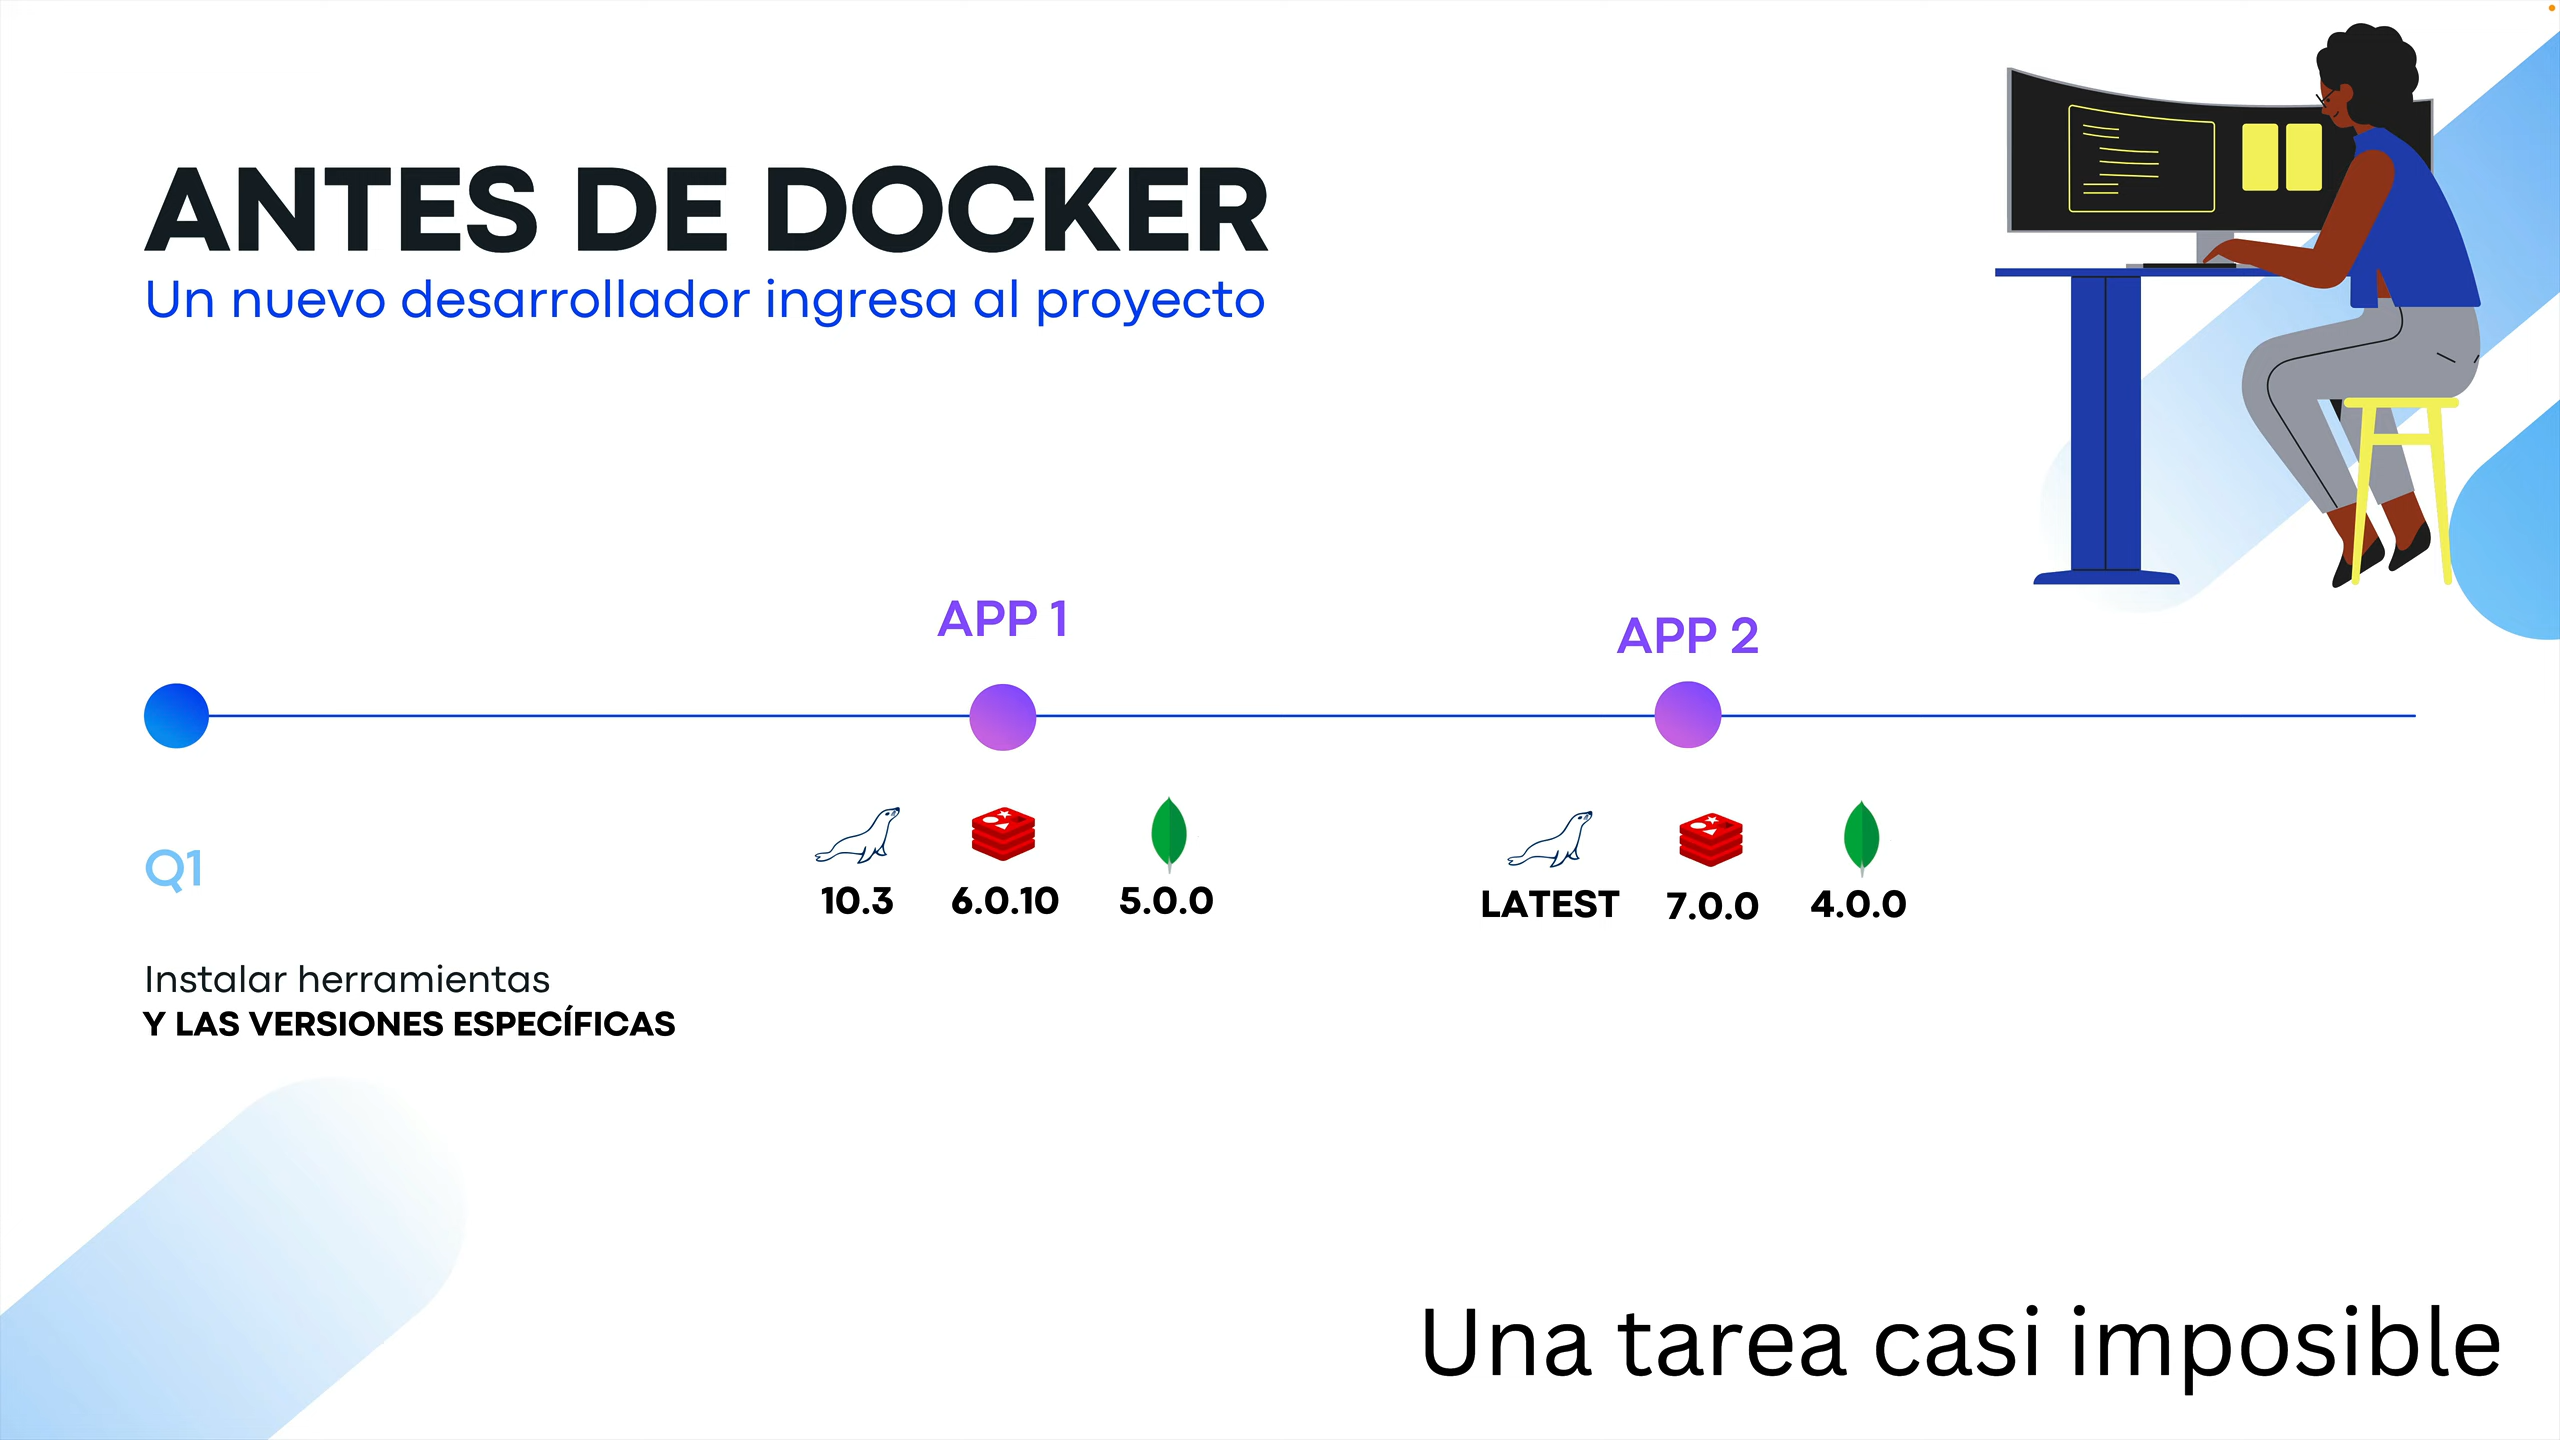 ANTES DE DOCKER
Un nuevo desarrollador ingresa al proyecto
APP 1
APP 2
Q1
10.3
6.0.10
5.0.0
LATEST
7.0.0
4.0.0
Instalar herramientas
Y LAS VERSIONES ESPECÍFICAS
Una tarea casi imposible